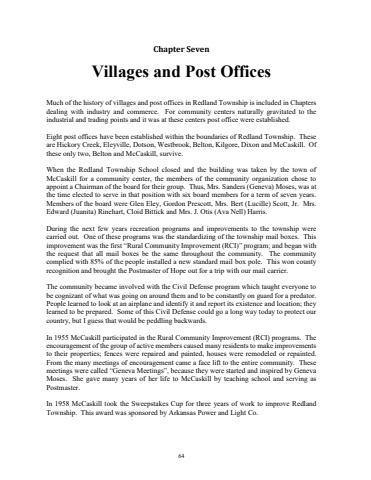 Chapter Seven
Villages and Post Offices
Much of the history of villages and post offices in Redland Township is included in Chapters
dealing with industry and commerce. For community centers naturally gravitated to the
industrial and trading points and it was at these centers post office were established.
Eight post offices have been established within the boundaries of Redland Township. These
are Hickory Creek, Eleyville, Dotson, Westbrook, Belton, Kilgore, Dixon and McCaskill. Of
these only two, Belton and McCaskill, survive.
When the Redland Township School closed and the building was taken by the town of
McCaskill for a community center, the members of the community organization chose to
appoint a Chairman of the board for their group. Thus, Mrs. Sanders (Geneva) Moses, was at
the time elected to serve in that position with six board members for a term of seven years.
Members of the board were Glen Eley, Gordon Prescott, Mrs. Bert (Lucille) Scott, Jr. Mrs.
Edward (Juanita) Rinehart, Cloid Bittick and Mrs. J. Otis (Ava Nell) Harris.
During the next few years recreation programs and improvements to the township were
carried out. One of these programs was the standardizing of the township mail boxes. This
improvement was the first "Rural Community Improvement (RCI)" program; and began with
the request that all mail boxes be the same throughout the community. The community
complied with 85% of the people installed a new standard mail box pole. This won county
recognition and brought the Postmaster of Hope out for a trip with our mail carrier.
The community became involved with the Civil Defense program which taught everyone to
be cognizant of what was going on around them and to be constantly on guard for a predator.
People learned to look at an airplane and identify it and report its existence and location; they
learned to be prepared. Some of this Civil Defense could go a long way today to protect our
country, but I guess that would be peddling backwards.
In 1955 McCaskill participated in the Rural Community Improvement (RCI) programs. The
encouragement of the group of active members caused many residents to make improvements
to their properties; fences were repaired and painted, houses were remodeled or repainted.
From the many meetings of encouragement came a face lift to the entire community. These
meetings were called "Geneva Meetings", because they were started and inspired by Geneva
Moses. She gave many years of her life to McCaskill by teaching school and serving as
Postmaster.
In 1958 McCaskill took the Sweepstakes Cup for three years of work to improve Redland
Township. This award was sponsored by Arkansas Power and Light Co.
64